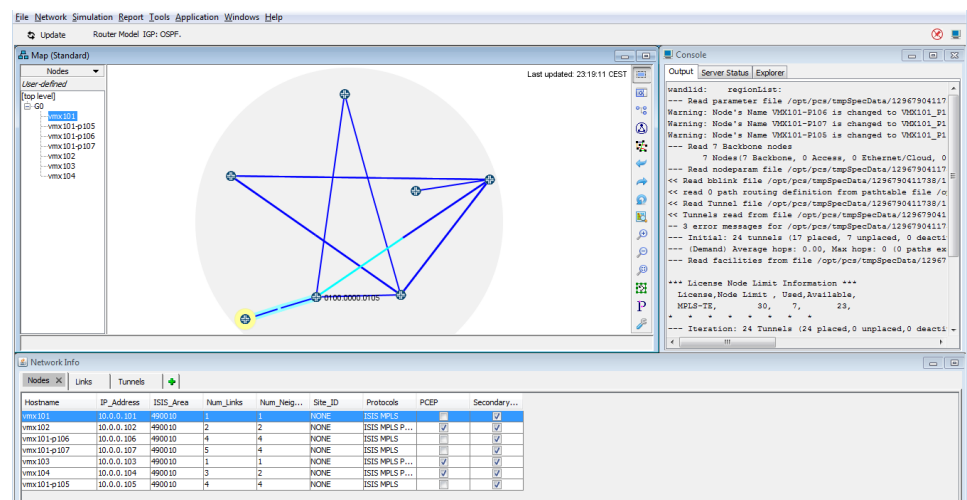 File Network Simulation Report Tools Application Windows Help
Update Router Model IGP: OSPF.
Map (Standard)
Nodes
User-defined
[top level]
G0
vmx101
vmx101-p105
vmx101-p106
vmx101-p107
vmx102
vmx103
vmx104
Last updated: 23:19:11 CEST
0100.0000.0105
P
Console
Output Server Status Explorer
wandlid: regionList:
--- Read parameter file /opt/pcs/tmpSpecData/12967904117
Warning: Node's Name VMX101-P106 is changed to VMX101_P1
Warning: Node's Name VMX101-P107 is changed to VMX101_P1
Warning: Node's Name VMX101-P105 is changed to VMX101_P1
--- Read 7 Backbone nodes
7 Nodes(7 Backbone, 0 Access, 0 Ethernet/Cloud, 0
--- Read nodeparam file /opt/pcs/tmpSpecData/12967904117
<< Read bblink file /opt/pcs/tmpSpecData/1296790411738/1
<< read 0 path routing definition from pathtable file /o
<< Read Tunnel file /opt/pcs/tmpSpecData/1296790411738/1
<< Tunnels read from file /opt/pcs/tmpSpecData/129679041
-- 3 error messages for /opt/pcs/tmpSpecData/1296790411
--- Initial: 24 tunnels (17 placed, 7 unplaced, 0 deacti
--- (Demand) Average hops: 0.00, Max hops: 0 (0 paths ex
--- Read facilities from file /opt/pcs/tmpSpecData/12967
*** License Node Limit Information ***
License,Node Limit , Used,Available,
MPLS-TE, 30, 7, 23,
* * * * * * * *
--- Iteration: 24 Tunnels (24 placed,0 unplaced,0 deacti
Network Info
Nodes X Links Tunnels
Hostname IP_Address ISIS_Area Num_Links Num_Neig... Site_ID Protocols PCEP Secondary...
vmx101 10.0.0.101 490010 1 1 NONE ISIS MPLS
vmx102 10.0.0.102 490010 2 2 NONE ISIS MPLS P...
vmx101-p106 10.0.0.106 490010 4 4 NONE ISIS MPLS
vmx101-p107 10.0.0.107 490010 5 4 NONE ISIS MPLS
vmx103 10.0.0.103 490010 1 1 NONE ISIS MPLS P...
vmx104 10.0.0.104 490010 3 2 NONE ISIS MPLS P...
vmx101-p105 10.0.0.105 490010 4 4 NONE ISIS MPLS